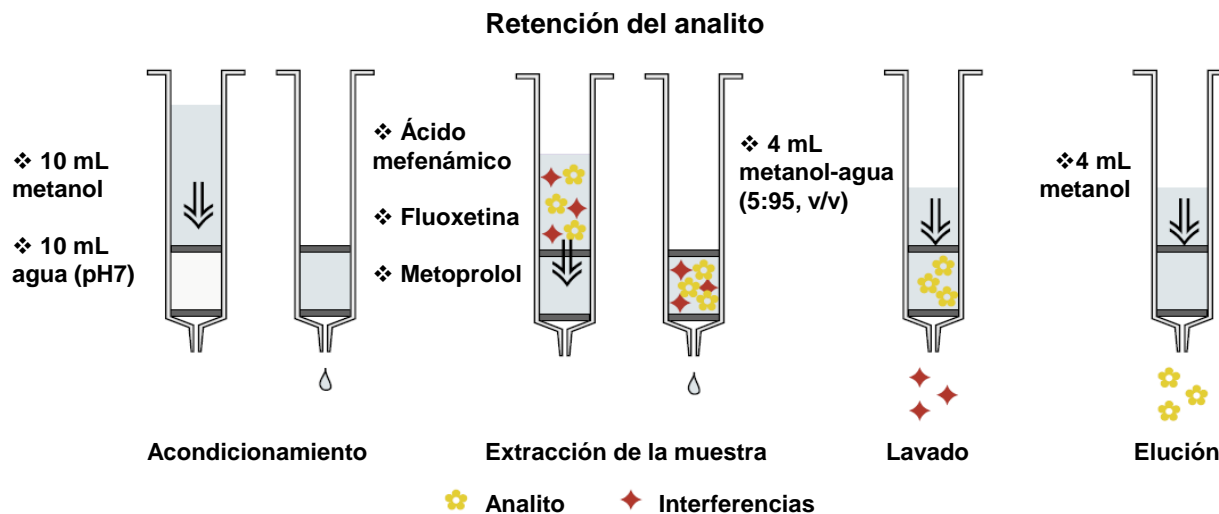 Retención del analito
❖ 10 mL
metanol
❖ 10 mL
agua (pH7)
❖ Ácido
mefenámico
❖ Fluoxetina
❖ Metoprolol
❖ 4 mL
metanol-agua
(5:95, v/v)
❖4 mL
metanol
Acondicionamiento
Extracción de la muestra
Lavado
Elución
Analito
Interferencias